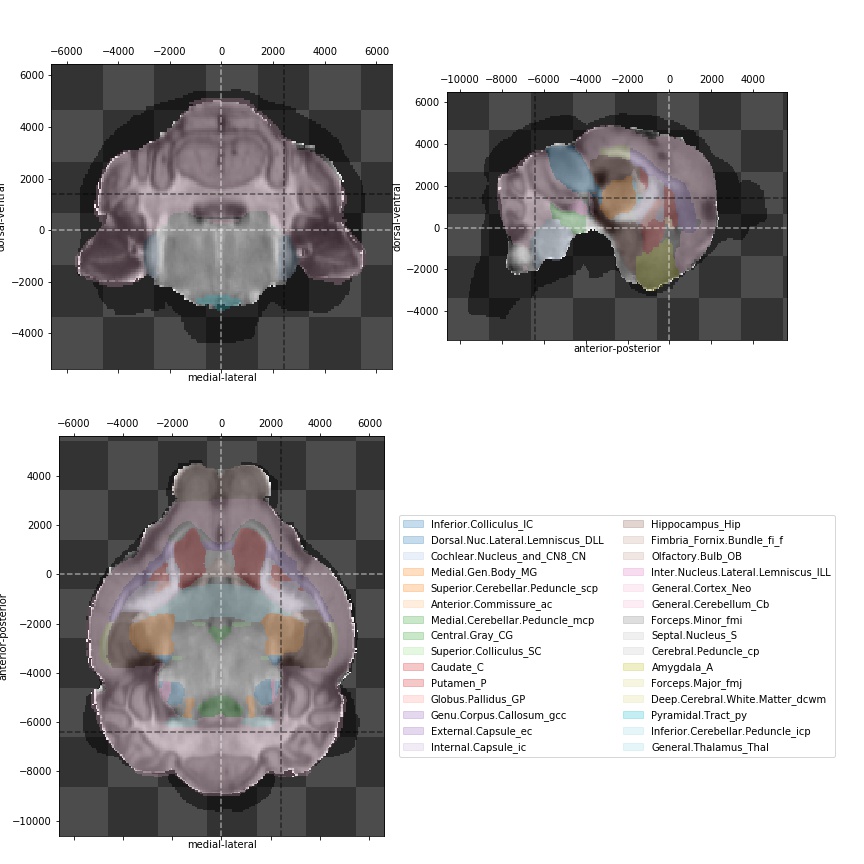 −6000 −4000 −2000 0 2000 4000 6000
6000
4000
2000
0
−2000
−4000
dorsal-ventral
medial-lateral
−10000 −8000 −6000 −4000 −2000 0 2000 4000
6000
4000
2000
0
−2000
−4000
dorsal-ventral
anterior-posterior
−6000 −4000 −2000 0 2000 4000 6000
4000
2000
0
−2000
−4000
−6000
−8000
−10000
anterior-posterior
medial-lateral
Inferior.Colliculus_IC
Dorsal.Nuc.Lateral.Lemniscus_DLL
Cochlear.Nucleus_and_CN8_CN
Medial.Gen.Body_MG
Superior.Cerebellar.Peduncle_scp
Anterior.Commissure_ac
Medial.Cerebellar.Peduncle_mcp
Central.Gray_CG
Superior.Colliculus_SC
Caudate_C
Putamen_P
Globus.Pallidus_GP
Genu.Corpus.Callosum_gcc
External.Capsule_ec
Internal.Capsule_ic
Hippocampus_Hip
Fimbria_Fornix.Bundle_fi_f
Olfactory.Bulb_OB
Inter.Nucleus.Lateral.Lemniscus_ILL
General.Cortex_Neo
General.Cerebellum_Cb
Forceps.Minor_fmi
Septal.Nucleus_S
Cerebral.Peduncle_cp
Amygdala_A
Forceps.Major_fmj
Deep.Cerebral.White.Matter_dcwm
Pyramidal.Tract_py
Inferior.Cerebellar.Peduncle_icp
General.Thalamus_Thal